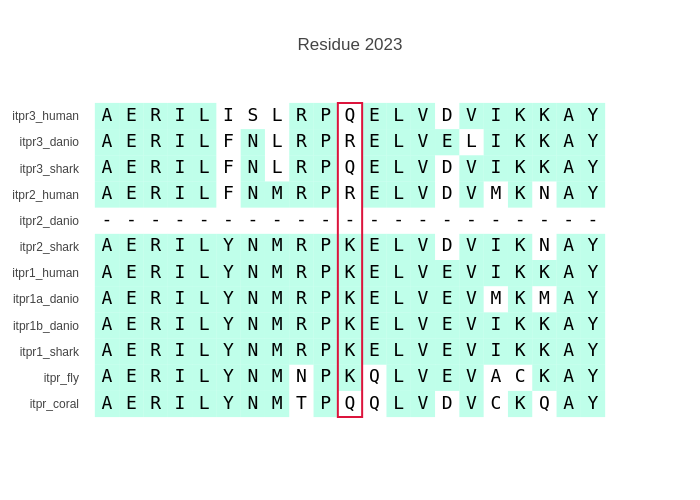 Residue 2023
itpr3_human A E R I L I S L R P Q E L V D V I K K A Y
itpr3_danio A E R I L F N L R P R E L V E L I K K A Y
itpr3_shark A E R I L F N L R P Q E L V D V I K K A Y
itpr2_human A E R I L F N M R P R E L V D V M K N A Y
itpr2_danio - - - - - - - - - - - - - - - - - - - - -
itpr2_shark A E R I L Y N M R P K E L V D V I K N A Y
itpr1_human A E R I L Y N M R P K E L V E V I K K A Y
itpr1a_danio A E R I L Y N M R P K E L V E V M K M A Y
itpr1b_danio A E R I L Y N M R P K E L V E V I K K A Y
itpr1_shark A E R I L Y N M R P K E L V E V I K K A Y
itpr_fly A E R I L Y N M N P K Q L V E V A C K A Y
itpr_coral A E R I L Y N M T P Q Q L V D V C K Q A Y